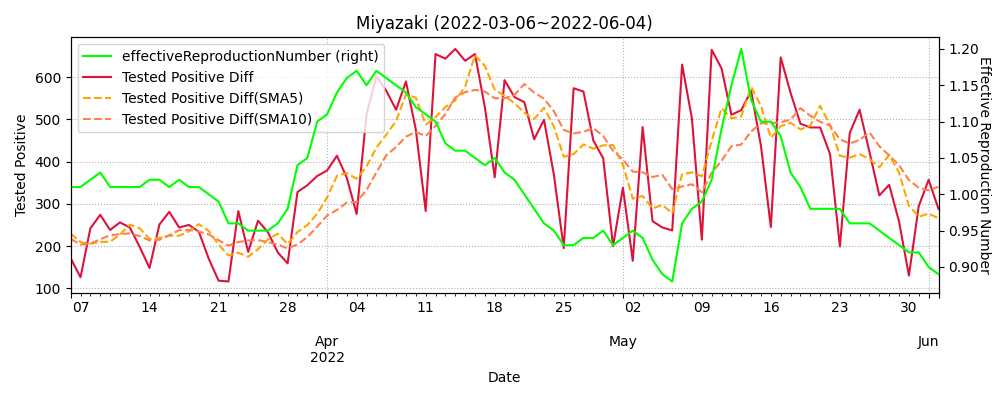 Miyazaki (2022-03-06~2022-06-04)
effectiveReproductionNumber (right)
Tested Positive Diff
Tested Positive Diff(SMA5)
Tested Positive Diff(SMA10)
Tested Positive
600
500
400
300
200
100
1.20
1.15
1.10
1.05
1.00
0.95
0.90
Effective Reproduction Number
07 14 21 28 04 11 18 25 02 09 16 23 30
Apr May Jun
2022
Date